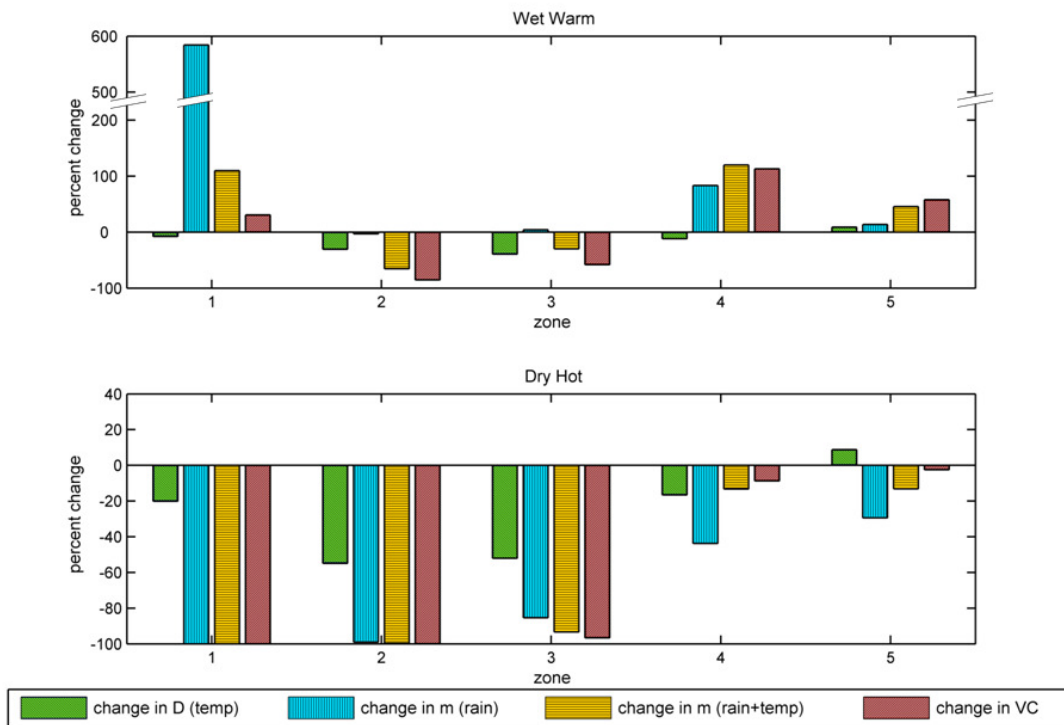 Wet Warm
600
500
200
100
0
-100
percent change
1 2 3 4 5
zone
Dry Hot
40
20
0
-20
-40
-60
-80
-100
percent change
1 2 3 4 5
zone
change in D (temp) change in m (rain) change in m (rain+temp) change in VC